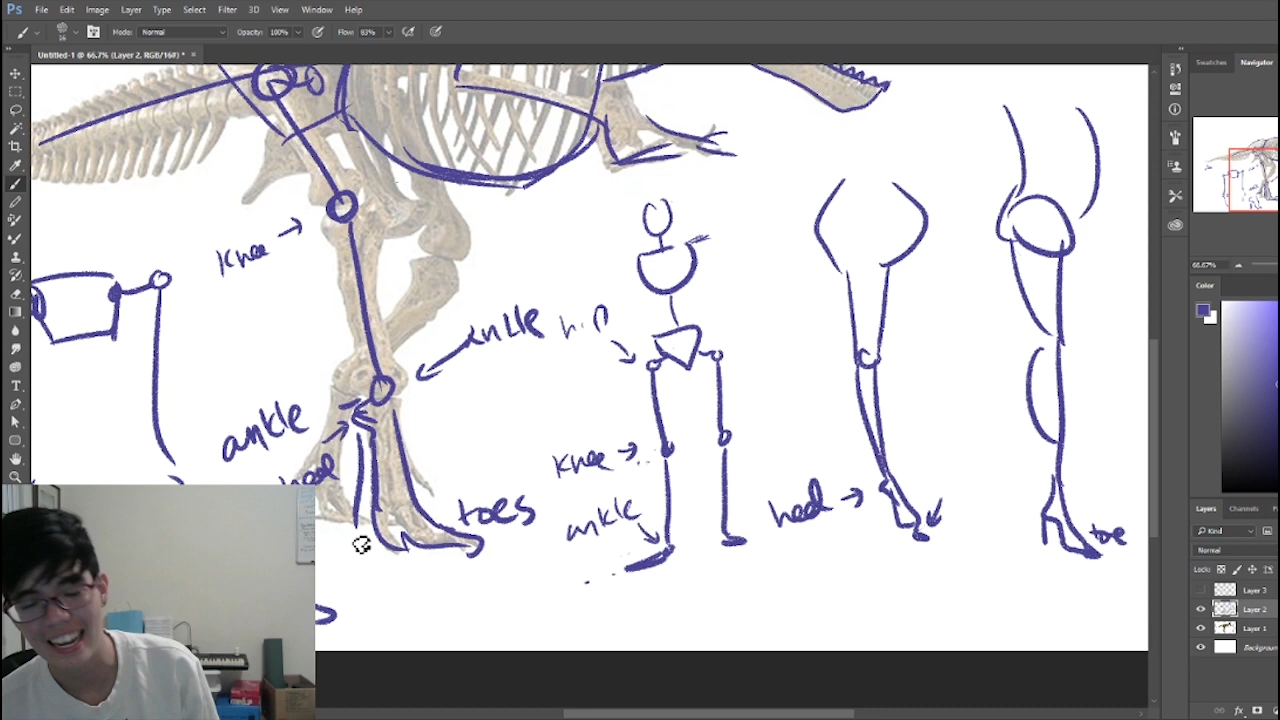 Ps File Edit Image Layer Type Select Filter 3D View Window Help
Mode: Normal Opacity: 100% Flow: 83%
Untitled-1 @ 66.7% (Layer 2, RGB/16#) * ×
Swatches Navigator
66.67%
Color
Layers Channels
Kind
Normal
Lock:
Layer 3
Layer 2
Layer 1
Background
fx
Knee
ankle
ankle
heel
toes
hip
Knee
ankle
heel
toe